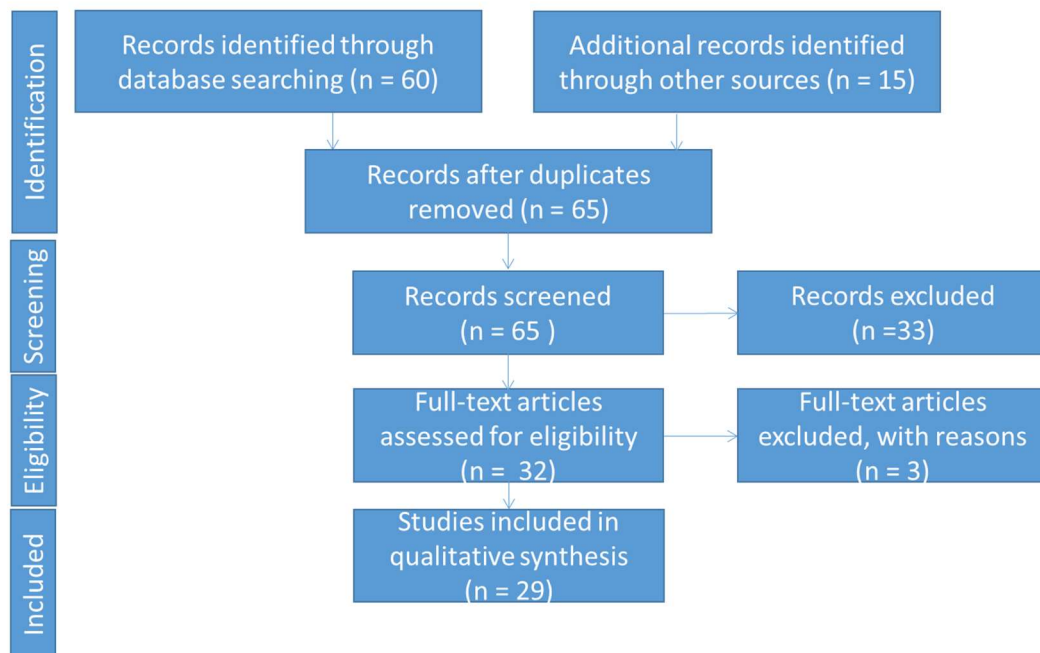 Identification
Records identified through
database searching (n = 60)
Additional records identified
through other sources (n = 15)
Records after duplicates
removed (n = 65)
Screening
Records screened
(n = 65 )
Records excluded
(n =33)
Eligibility
Full-text articles
assessed for eligibility
(n =  32)
Full-text articles
excluded, with reasons
(n = 3)
Included
Studies included in
qualitative synthesis
(n = 29)